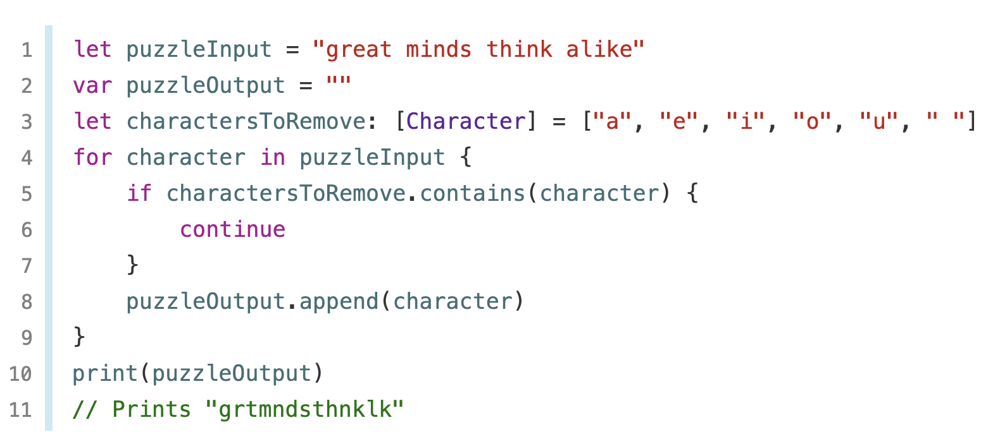 1 let puzzleInput = "great minds think alike"
2 var puzzleOutput = ""
3 let charactersToRemove: [Character] = ["a", "e", "i", "o", "u", " "]
4 for character in puzzleInput {
5     if charactersToRemove.contains(character) {
6         continue
7     }
8     puzzleOutput.append(character)
9 }
10 print(puzzleOutput)
11 // Prints "grtmndsthnklk"